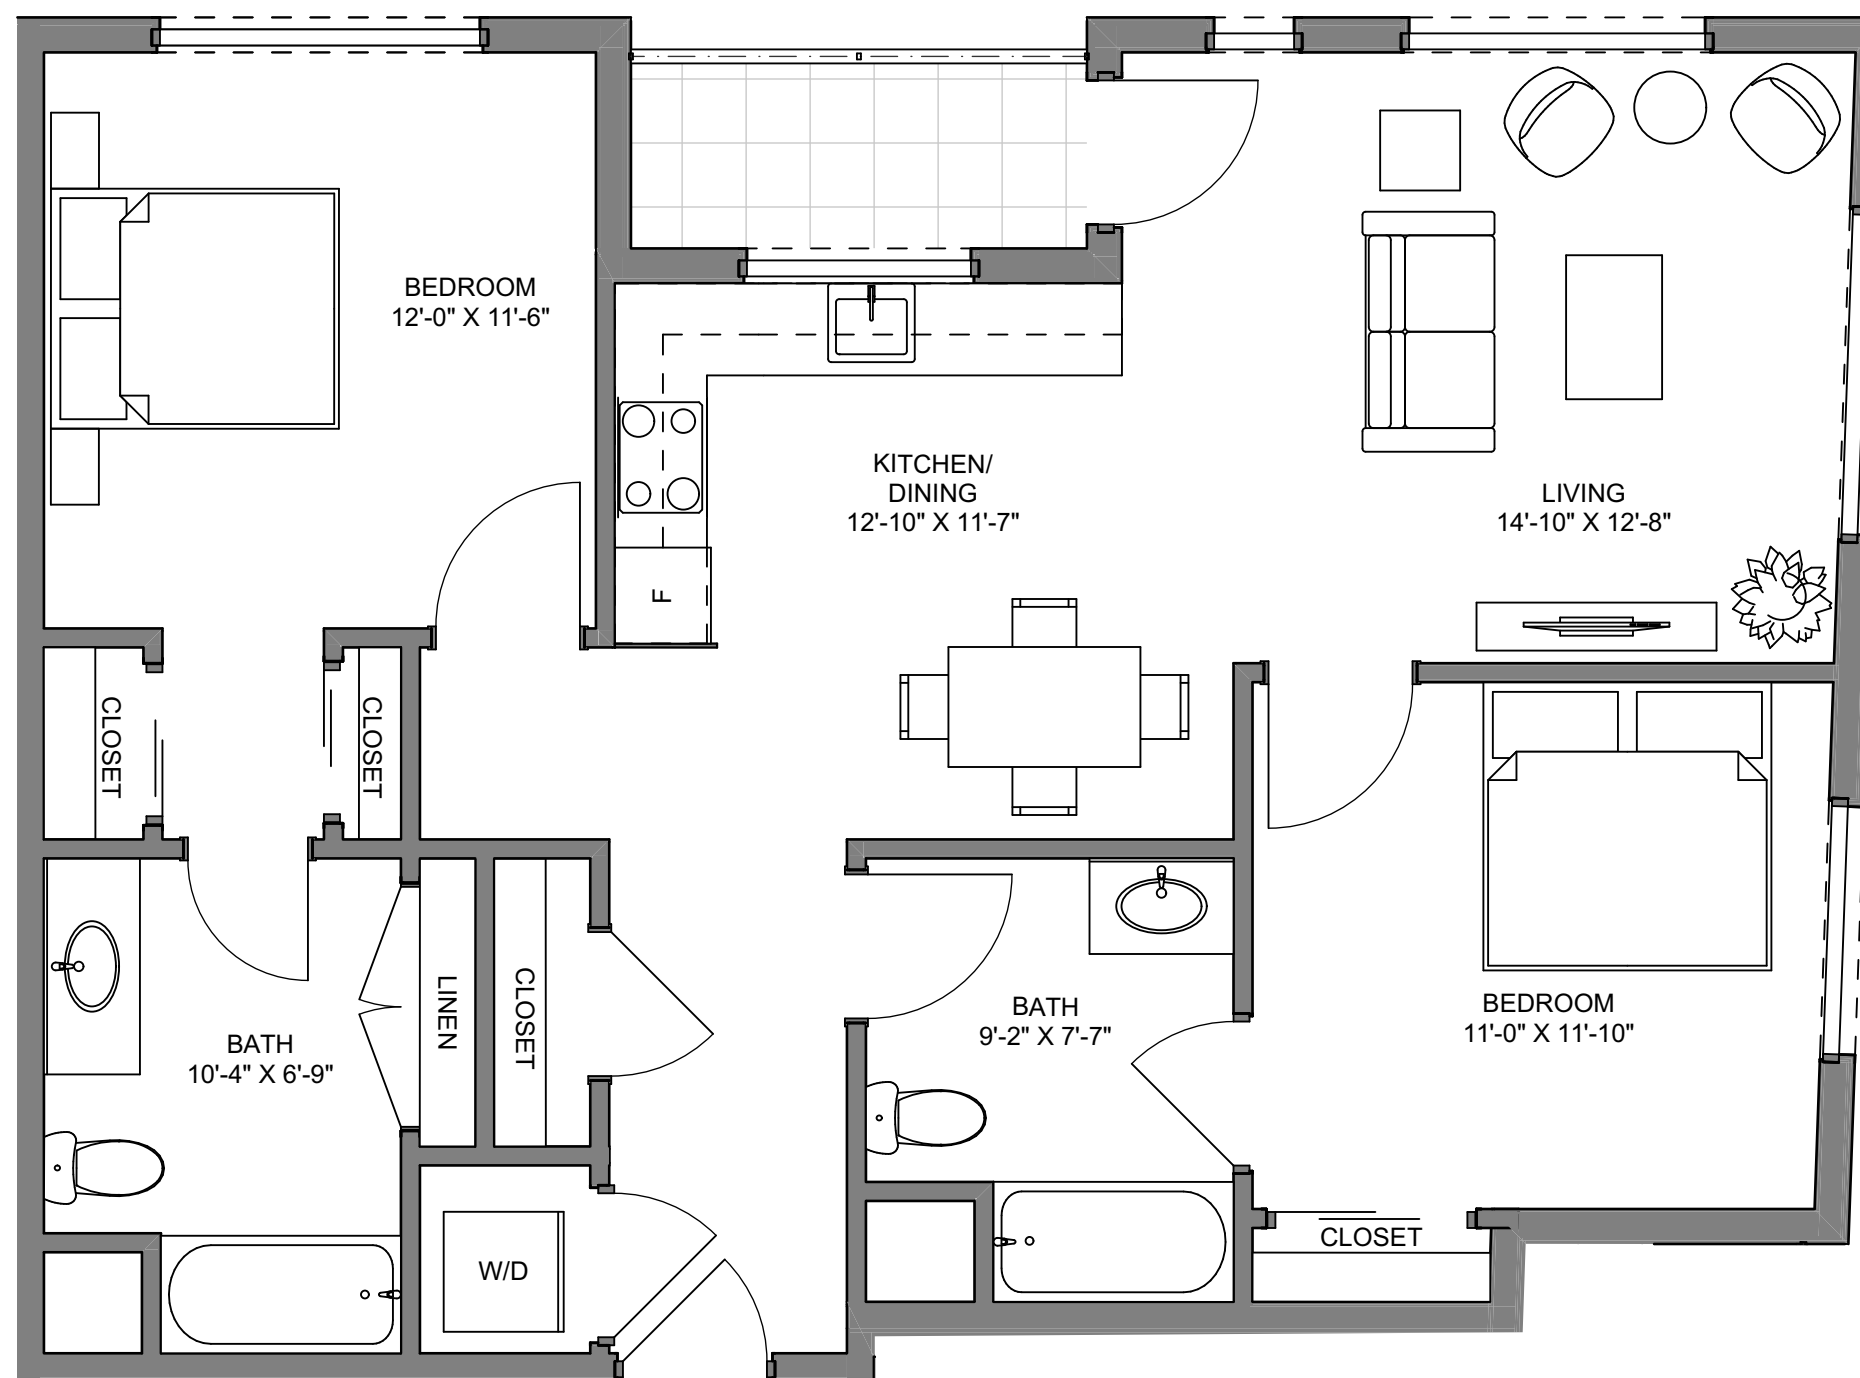 BEDROOM
12'-0" X 11'-6"
KITCHEN/
DINING
12'-10" X 11'-7"
LIVING
14'-10" X 12'-8"
F
CLOSET
CLOSET
LINEN
CLOSET
BATH
10'-4" X 6'-9"
BATH
9'-2" X 7'-7"
BEDROOM
11'-0" X 11'-10"
CLOSET
W/D